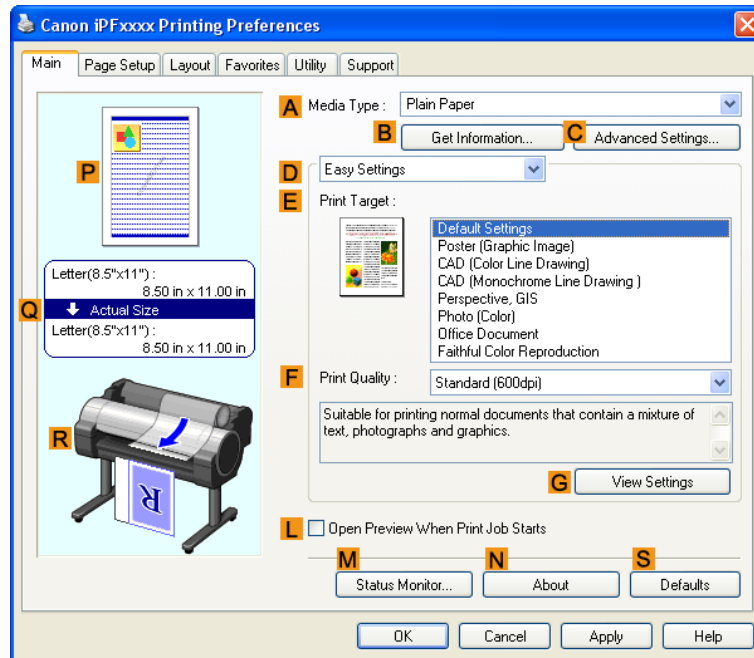 Canon iPFxxxx Printing Preferences
Main Page Setup Layout Favorites Utility Support
A Media Type : Plain Paper
B Get Information... C Advanced Settings...
D Easy Settings
E Print Target :
Default Settings
Poster (Graphic Image)
CAD (Color Line Drawing)
CAD (Monochrome Line Drawing )
Perspective, GIS
Photo (Color)
Office Document
Faithful Color Reproduction
F Print Quality : Standard (600dpi)
Suitable for printing normal documents that contain a mixture of
text, photographs and graphics.
G View Settings
P
Letter(8.5"x11") :
8.50 in x 11.00 in
Q Actual Size
Letter(8.5"x11") :
8.50 in x 11.00 in
R
R
L Open Preview When Print Job Starts
M N S
Status Monitor... About Defaults
OK Cancel Apply Help